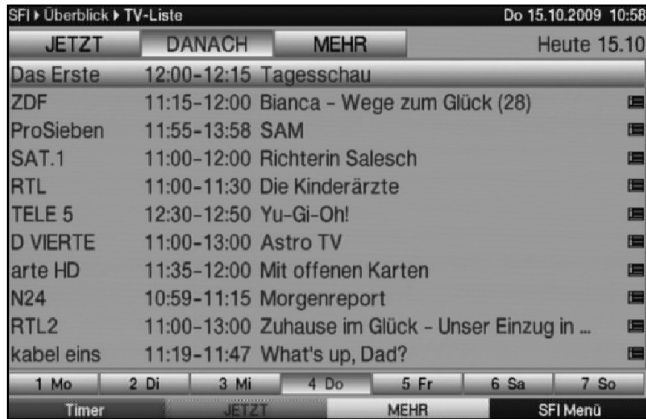 SFI ▸ Überblick ▸ TV-Liste Do 15.10.2009 10:58
JETZT DANACH MEHR Heute 15.10
Das Erste 12:00-12:15 Tagesschau
ZDF 11:15-12:00 Bianca - Wege zum Glück (28)
ProSieben 11:55-13:58 SAM
SAT.1 11:00-12:00 Richterin Salesch
RTL 11:00-11:30 Die Kinderärzte
TELE 5 12:30-12:50 Yu-Gi-Oh!
D VIERTE 11:00-13:00 Astro TV
arte HD 11:35-12:00 Mit offenen Karten
N24 10:59-11:15 Morgenreport
RTL2 11:00-13:00 Zuhause im Glück - Unser Einzug in ...
kabel eins 11:19-11:47 What's up, Dad?
1 Mo 2 Di 3 Mi 4 Do 5 Fr 6 Sa 7 So
Timer JETZT MEHR SFI Menü